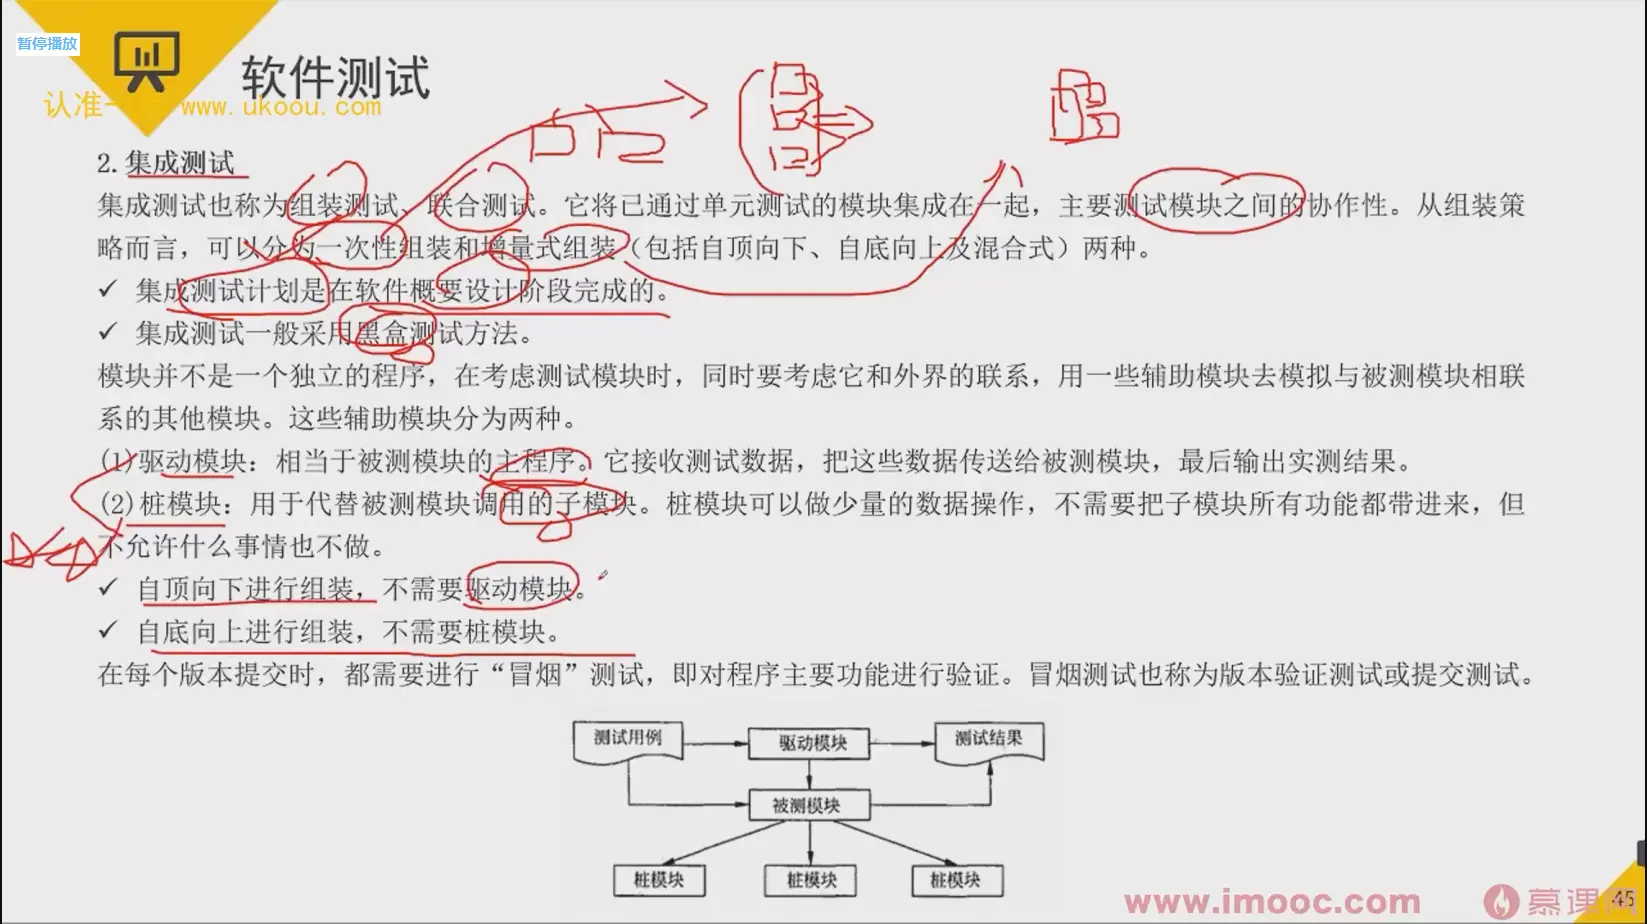 暂停播放
软件测试
认准一 www.ukoou.com
2. 集成测试
集成测试也称为组装测试、联合测试。它将已通过单元测试的模块集成在一起，主要测试模块之间的协作性。从组装策
略而言，可以分为一次性组装和增量式组装（包括自顶向下、自底向上及混合式）两种。
✓ 集成测试计划是在软件概要设计阶段完成的。
✓ 集成测试一般采用黑盒测试方法。
模块并不是一个独立的程序，在考虑测试模块时，同时要考虑它和外界的联系，用一些辅助模块去模拟与被测模块相联
系的其他模块。这些辅助模块分为两种。
(1)驱动模块：相当于被测模块的主程序。它接收测试数据，把这些数据传送给被测模块，最后输出实测结果。
(2)桩模块：用于代替被测模块调用的子模块。桩模块可以做少量的数据操作，不需要把子模块所有功能都带进来，但
不允许什么事情也不做。
✓ 自顶向下进行组装，不需要驱动模块。
✓ 自底向上进行组装，不需要桩模块。
在每个版本提交时，都需要进行“冒烟”测试，即对程序主要功能进行验证。冒烟测试也称为版本验证测试或提交测试。
测试用例 驱动模块 测试结果
被测模块
桩模块 桩模块 桩模块
www.imooc.com 慕课 45